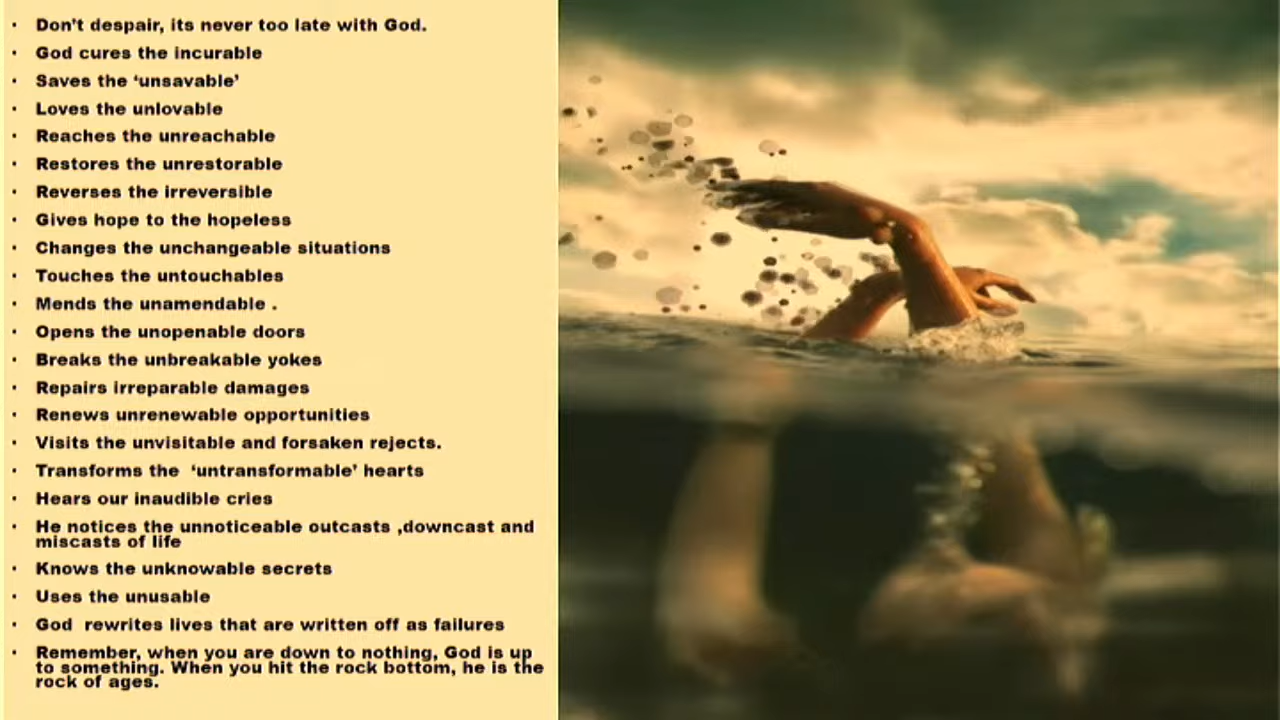 · Don't despair, its never too late with God.
· God cures the incurable
· Saves the ‘unsavable’
· Loves the unlovable
· Reaches the unreachable
· Restores the unrestorable
· Reverses the irreversible
· Gives hope to the hopeless
· Changes the unchangeable situations
· Touches the untouchables
· Mends the unamendable .
· Opens the unopenable doors
· Breaks the unbreakable yokes
· Repairs irreparable damages
· Renews unrenewable opportunities
· Visits the unvisitable and forsaken rejects.
· Transforms the ‘untransformable’ hearts
· Hears our inaudible cries
· He notices the unnoticeable outcasts ,downcast and
miscasts of life
· Knows the unknowable secrets
· Uses the unusable
· God rewrites lives that are written off as failures
· Remember, when you are down to nothing, God is up
to something. When you hit the rock bottom, he is the
rock of ages.